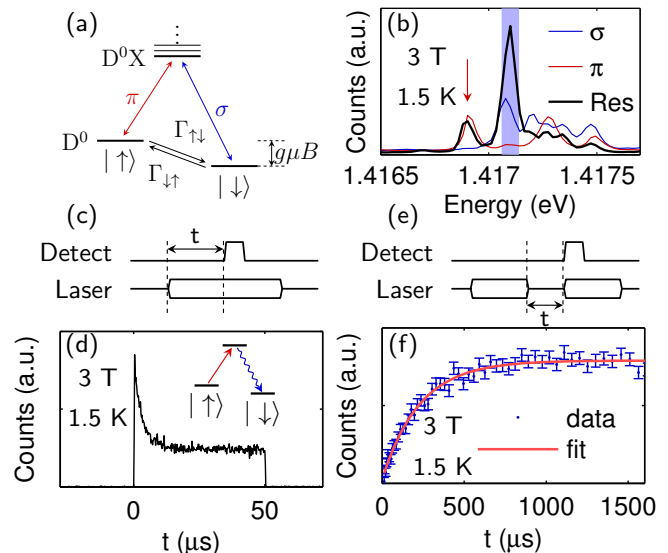 (a)
D⁰X
π
σ
D⁰
Γ↑↓
gμB
|↑⟩
Γ↓↑
|↓⟩
(b)
Counts (a.u.)
3 T
1.5 K
σ
π
Res
1.4165
1.417
1.4175
Energy (eV)
(c)
t
Detect
Laser
(e)
Detect
Laser
t
(d)
Counts (a.u.)
3 T
1.5 K
|↑⟩
|↓⟩
0
50
t (μs)
(f)
Counts (a.u.)
3 T
1.5 K
data
fit
0
500
1000
1500
t (μs)